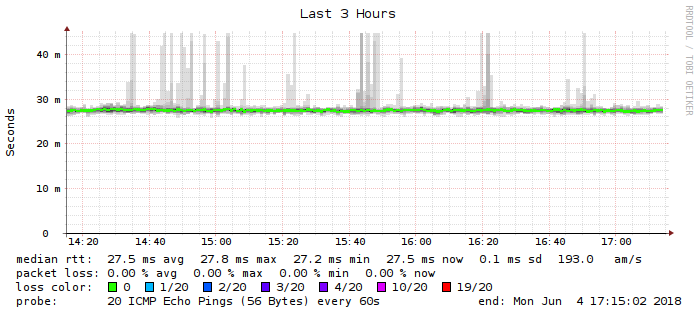 Last 3 Hours
RRDTOOL / TOBI OETIKER
Seconds
40 m
30 m
20 m
10 m
0
14:20 14:40 15:00 15:20 15:40 16:00 16:20 16:40 17:00
median rtt: 27.5 ms avg 27.8 ms max 27.2 ms min 27.5 ms now 0.1 ms sd 193.0 am/s
packet loss: 0.00 % avg 0.00 % max 0.00 % min 0.00 % now
loss color: 0 1/20 2/20 3/20 4/20 10/20 19/20
probe: 20 ICMP Echo Pings (56 Bytes) every 60s end: Mon Jun 4 17:15:02 2018